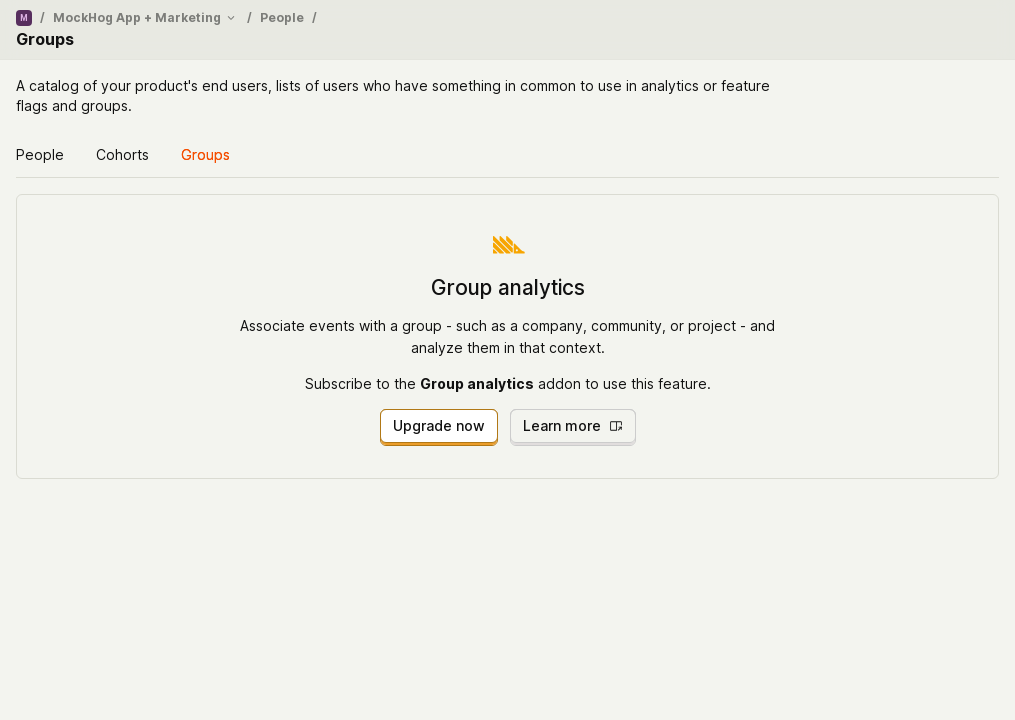 M / MockHog App + Marketing / People /
Groups
A catalog of your product's end users, lists of users who have something in common to use in analytics or feature
flags and groups.
People Cohorts Groups
Group analytics
Associate events with a group - such as a company, community, or project - and
analyze them in that context.
Subscribe to the Group analytics addon to use this feature.
Upgrade now Learn more